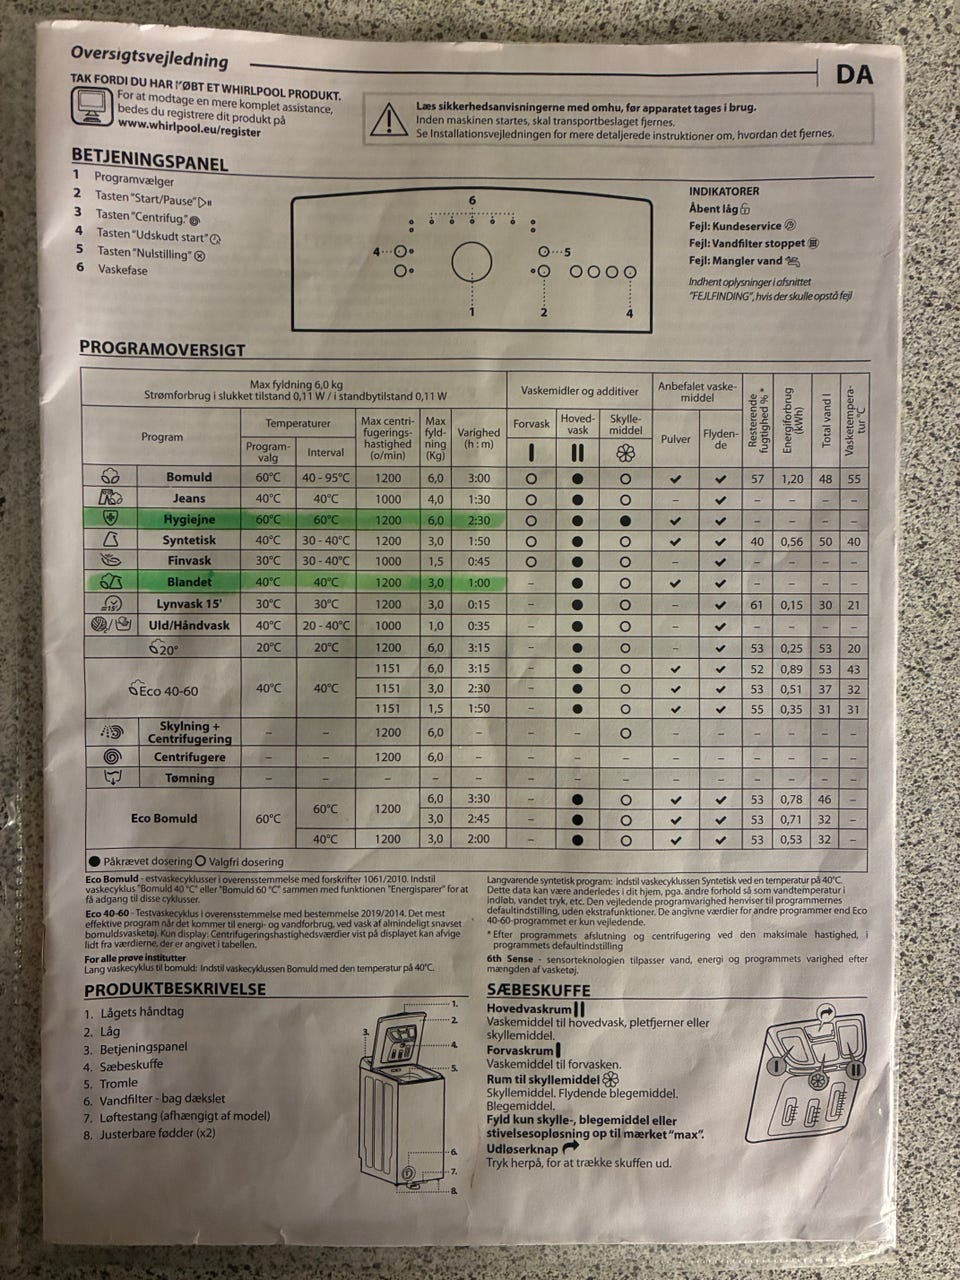 Oversigtsvejledning
DA
TAK FORDI DU HAR KØBT ET WHIRLPOOL PRODUKT.
For at modtage en mere komplet assistance,
bedes du registrere dit produkt på
www.whirlpool.eu/register
Læs sikkerhedsanvisningerne med omhu, før apparatet tages i brug.
Inden maskinen startes, skal transportbeslaget fjernes.
Se Installationsvejledningen for mere detaljerede instruktioner om, hvordan det fjernes.
BETJENINGSPANEL
1 Programvælger
2 Tasten "Start/Pause"
3 Tasten "Centrifug."
4 Tasten "Udskudt start"
5 Tasten "Nulstilling"
6 Vaskefase
6
4
5
1
2
4
INDIKATORER
Åbent låg
Fejl: Kundeservice
Fejl: Vandfilter stoppet
Fejl: Mangler vand
Indhent oplysninger i afsnittet
"FEJLFINDING", hvis der skulle opstå fejl
PROGRAMOVERSIGT
Max fyldning 6,0 kg
Strømforbrug i slukket tilstand 0,11 W / i standbytilstand 0,11 W
Vaskemidler og additiver
Anbefalet vaske-
middel
Resterende
fugtighed % *
Energiforbrug
(kWh)
Total vand l
Vasketempera-
tur °C
Program
Temperaturer
Program-
valg
Interval
Max centri-
fugerings-
hastighed
(o/min)
Max
fyld-
ning
(Kg)
Varighed
(h : m)
Forvask
Hoved-
vask
Skylle-
middel
Pulver
Flyden-
de
Bomuld 60°C 40 - 95°C 1200 6,0 3:00 57 1,20 48 55
Jeans 40°C 40°C 1000 4,0 1:30 – – – – –
Hygiejne 60°C 60°C 1200 6,0 2:30 – – – –
Syntetisk 40°C 30 - 40°C 1200 3,0 1:50 40 0,56 50 40
Finvask 30°C 30 - 40°C 1000 1,5 0:45 – – – – –
Blandet 40°C 40°C 1200 3,0 1:00 – – – – –
Lynvask 15' 30°C 30°C 1200 3,0 0:15 – – 61 0,15 30 21
Uld/Håndvask 40°C 20 - 40°C 1000 1,0 0:35 – – – – – –
20° 20°C 20°C 1200 6,0 3:15 – – 53 0,25 53 20
Eco 40-60 40°C 40°C
1151 6,0 3:15 – 52 0,89 53 43
1151 3,0 2:30 – 53 0,51 37 32
1151 1,5 1:50 – 55 0,35 31 31
Skylning +
Centrifugering – – 1200 6,0 – – – – – – – – –
Centrifugere – – 1200 6,0 – – – – – – – – – –
Tømning – – – – – – – – – – – – – –
Eco Bomuld 60°C
60°C 1200
6,0 3:30 – 53 0,78 46 –
3,0 2:45 – 53 0,71 32 –
40°C 1200 3,0 2:00 – 53 0,53 32 –
Påkrævet dosering Valgfri dosering
Eco Bomuld - estvaskecyklusser i overensstemmelse med forskrifter 1061/2010. Indstil
vaskecyklus "Bomuld 40 °C" eller "Bomuld 60 °C" sammen med funktionen "Energisparer" for at
få adgang til disse cyklusser.
Eco 40-60 - Testvaskecyklus i overensstemmelse med bestemmelse 2019/2014. Det mest
effektive program når det kommer til energi- og vandforbrug, ved vask af almindeligt snavset
bomuldsvasketøj. Kun display: Centrifugeringshastighedsværdier vist på displayet kan afvige
lidt fra værdierne, der er angivet i tabellen.
For alle prøve institutter
Lang vaskecyklus til bomuld: Indstil vaskecyklussen Bomuld med den temperatur på 40°C.
Langvarende syntetisk program: indstil vaskecyklussen Syntetisk ved en temperatur på 40°C.
Dette data kan være anderledes i dit hjem, pga. andre forhold så som vandtemperatur i
indløb, vandet tryk, etc. Den vejledende programvarighed henviser til programmernes
defaultindstilling, uden ekstrafunktioner. De angivne værdier for andre programmer end Eco
40-60-programmet er kun vejledende.
* Efter programmets afslutning og centrifugering ved den maksimale hastighed, i
programmets defaultindstilling
6th Sense - sensorteknologien tilpasser vand, energi og programmets varighed efter
mængden af vasketøj.
PRODUKTBESKRIVELSE
1. Lågets håndtag
2. Låg
3. Betjeningspanel
4. Sæbeskuffe
5. Tromle
6. Vandfilter - bag dækslet
7. Løftestang (afhængigt af model)
8. Justerbare fødder (x2)
1.
2.
3.
4.
5.
6.
7.
8.
SÆBESKUFFE
Hovedvaskrum
Vaskemiddel til hovedvask, pletfjerner eller
skyllemiddel.
Forvaskrum
Vaskemiddel til forvasken.
Rum til skyllemiddel
Skyllemiddel. Flydende blegemiddel.
Blegemiddel.
Fyld kun skylle-, blegemiddel eller
stivelsesopløsning op til mærket "max".
Udløserknap
Tryk herpå, for at trække skuffen ud.
I
II